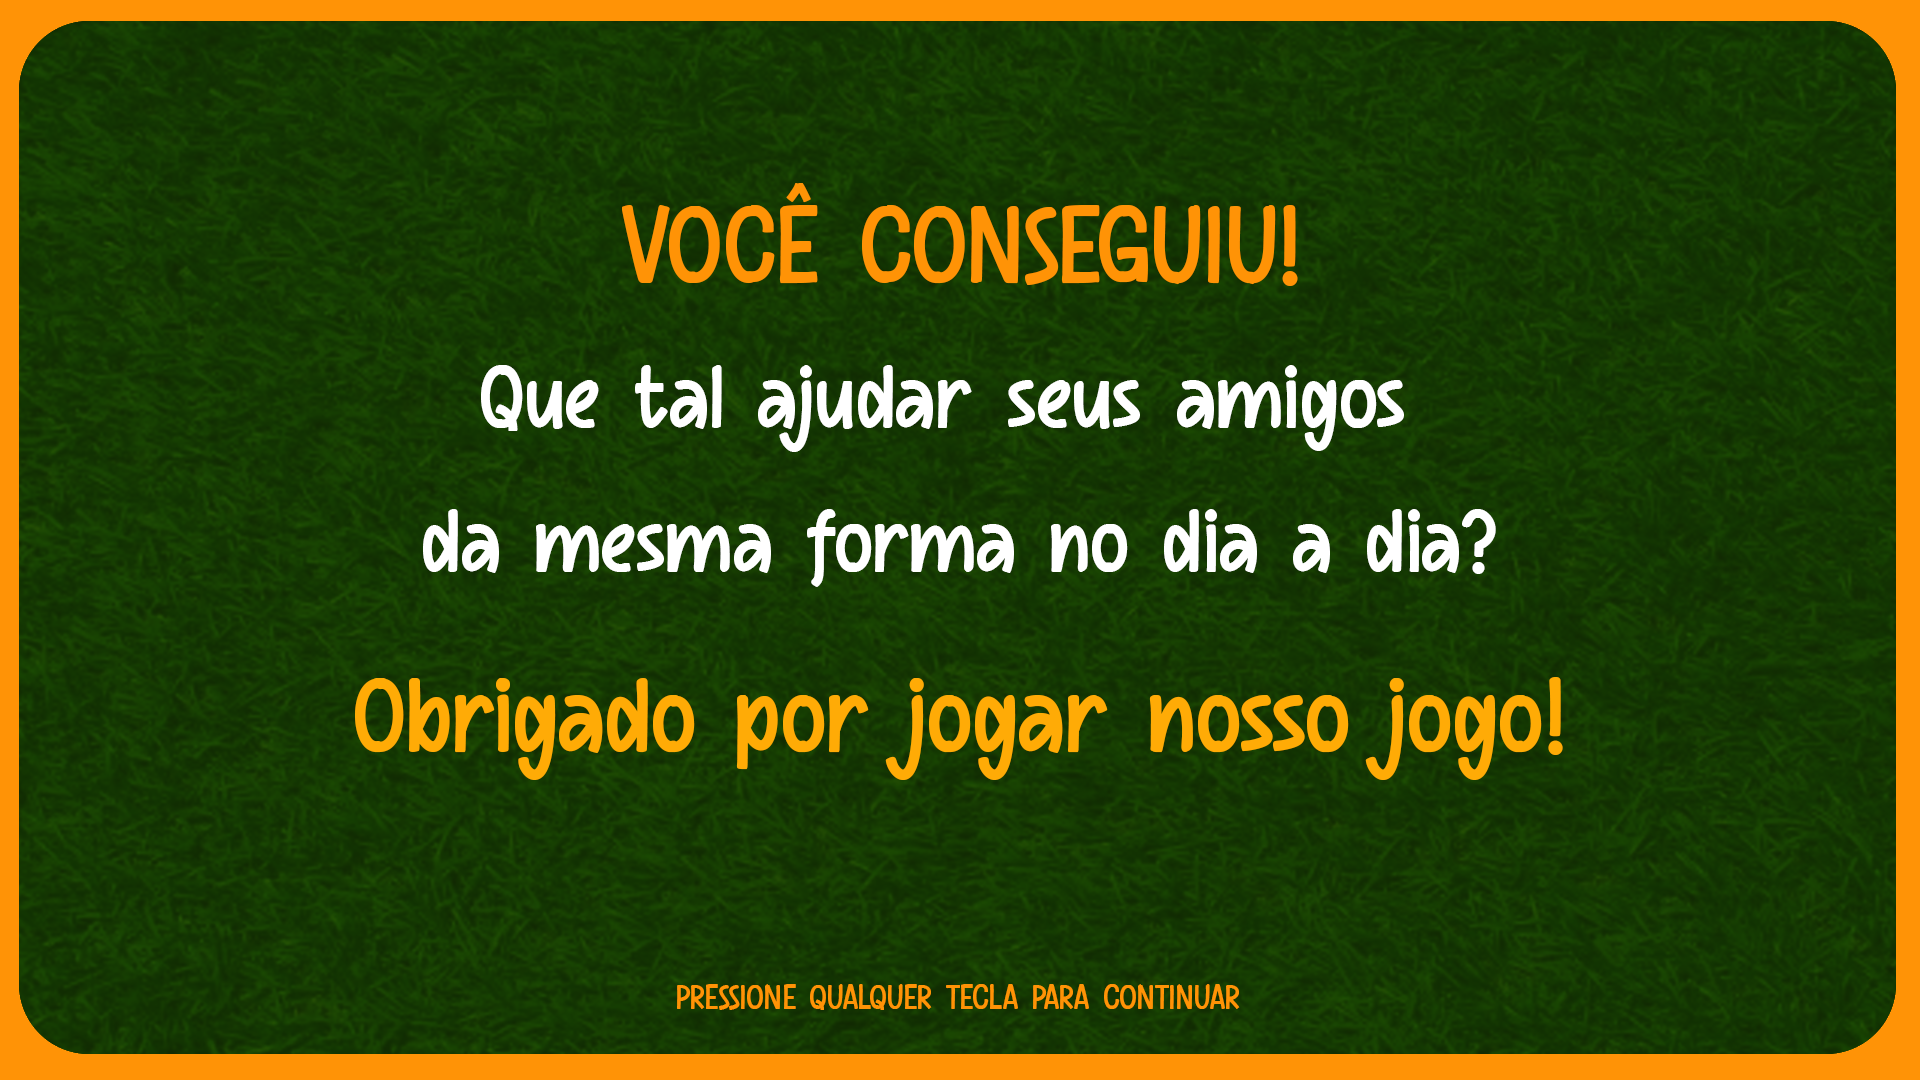 VOCÊ CONSEGUIU!
Que tal ajudar seus amigos
da mesma forma no dia a dia?
Obrigado por jogar nosso jogo!
PRESSIONE QUALQUER TECLA PARA CONTINUAR